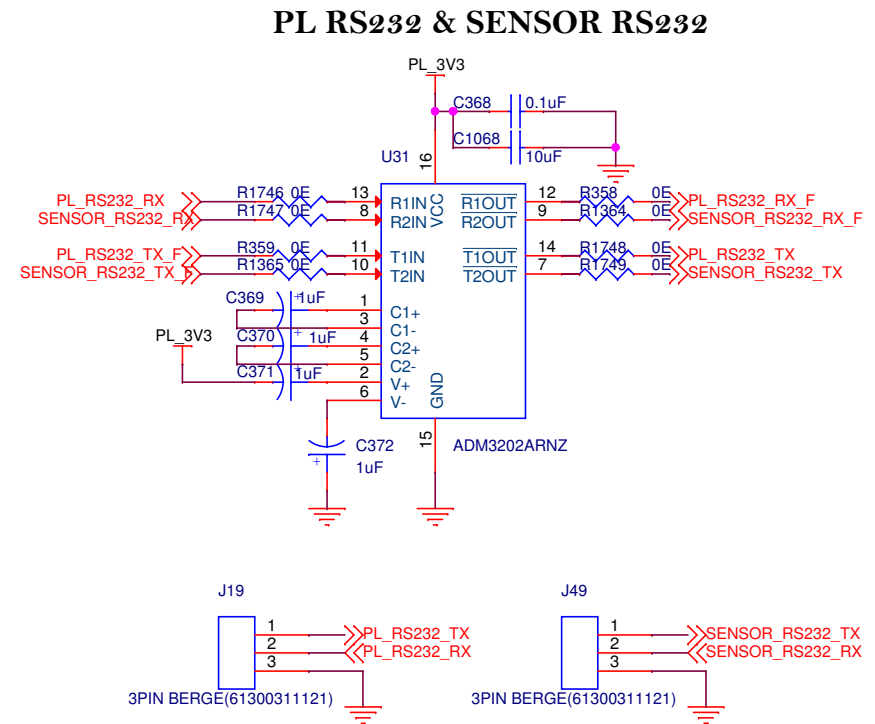 PL RS232 & SENSOR RS232
PL_3V3
C368 0.1uF
C1068 10uF
U31
16
PL_RS232_RX R1746 0E 13 R1IN VCC R1OUT 12 R358 0E PL_RS232_RX_F
SENSOR_RS232_RX R1747 0E 8 R2IN R2OUT 9 R1364 0E SENSOR_RS232_RX_F
PL_RS232_TX_F R359 0E 11 T1IN T1OUT 14 R1748 0E PL_RS232_TX
SENSOR_RS232_TX_F R1365 0E 10 T2IN T2OUT 7 R1749 0E SENSOR_RS232_TX
C369 + 1uF 1 C1+
3 C1-
PL_3V3 C370 + 1uF 4 C2+
5 C2-
C371 + 1uF 2 V+
6 V- GND
C372 + 1uF
15 ADM3202ARNZ
J19 J49
1 PL_RS232_TX 1 SENSOR_RS232_TX
2 PL_RS232_RX 2 SENSOR_RS232_RX
3 3
3PIN BERGE(61300311121) 3PIN BERGE(61300311121)